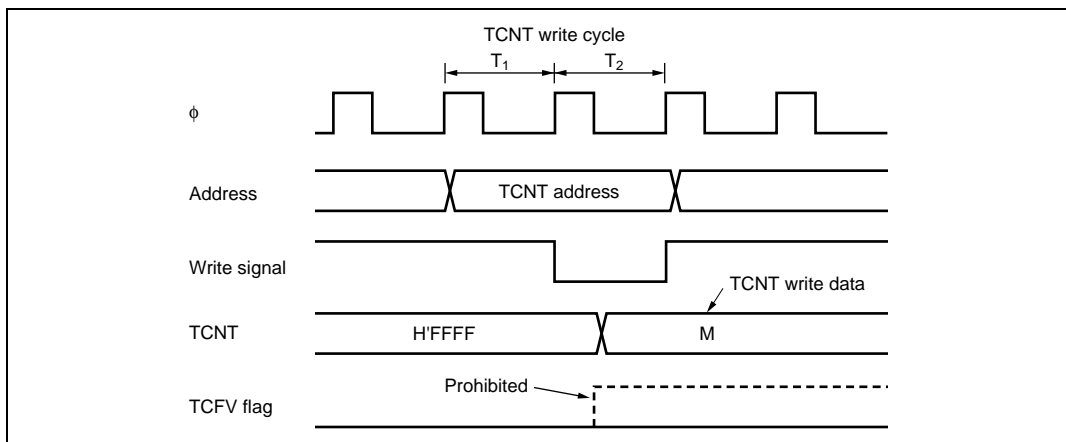 TCNT write cycle
T1 T2
ϕ
Address TCNT address
Write signal
TCNT write data
TCNT H'FFFF M
Prohibited
TCFV flag